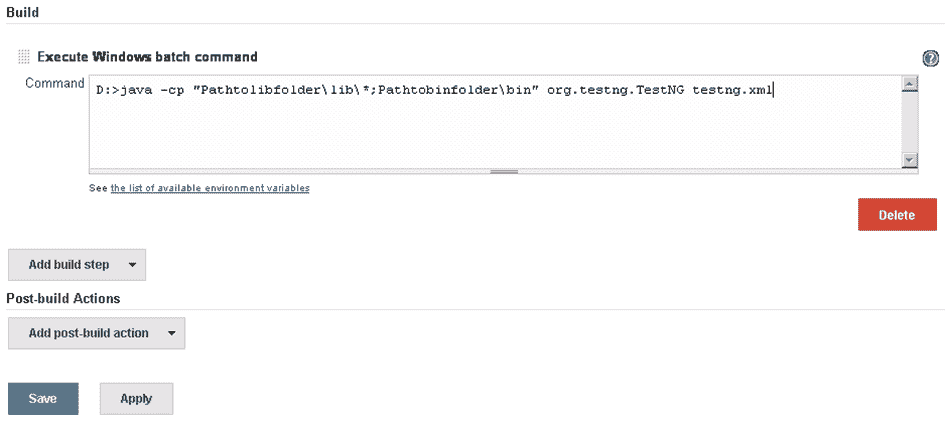 Build
Execute Windows batch command
Command
D:>java -cp "Pathtolibfolder\lib\*;Pathtobinfolder\bin" org.testng.TestNG testng.xml
See the list of available environment variables
Delete
Add build step
Post-build Actions
Add post-build action
Save Apply